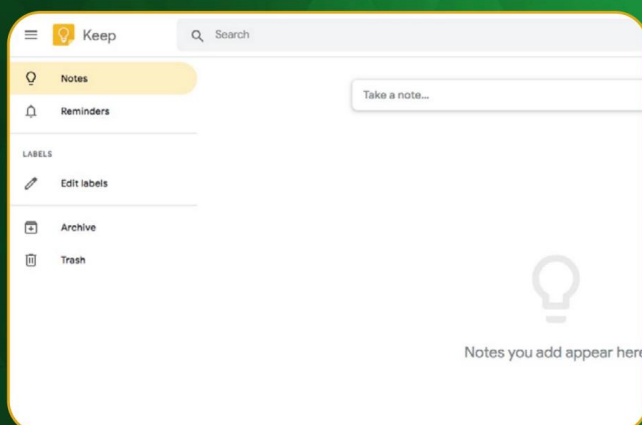 Keep
Search
Notes
Take a note...
Reminders
LABELS
Edit labels
Archive
Trash
Notes you add appear here